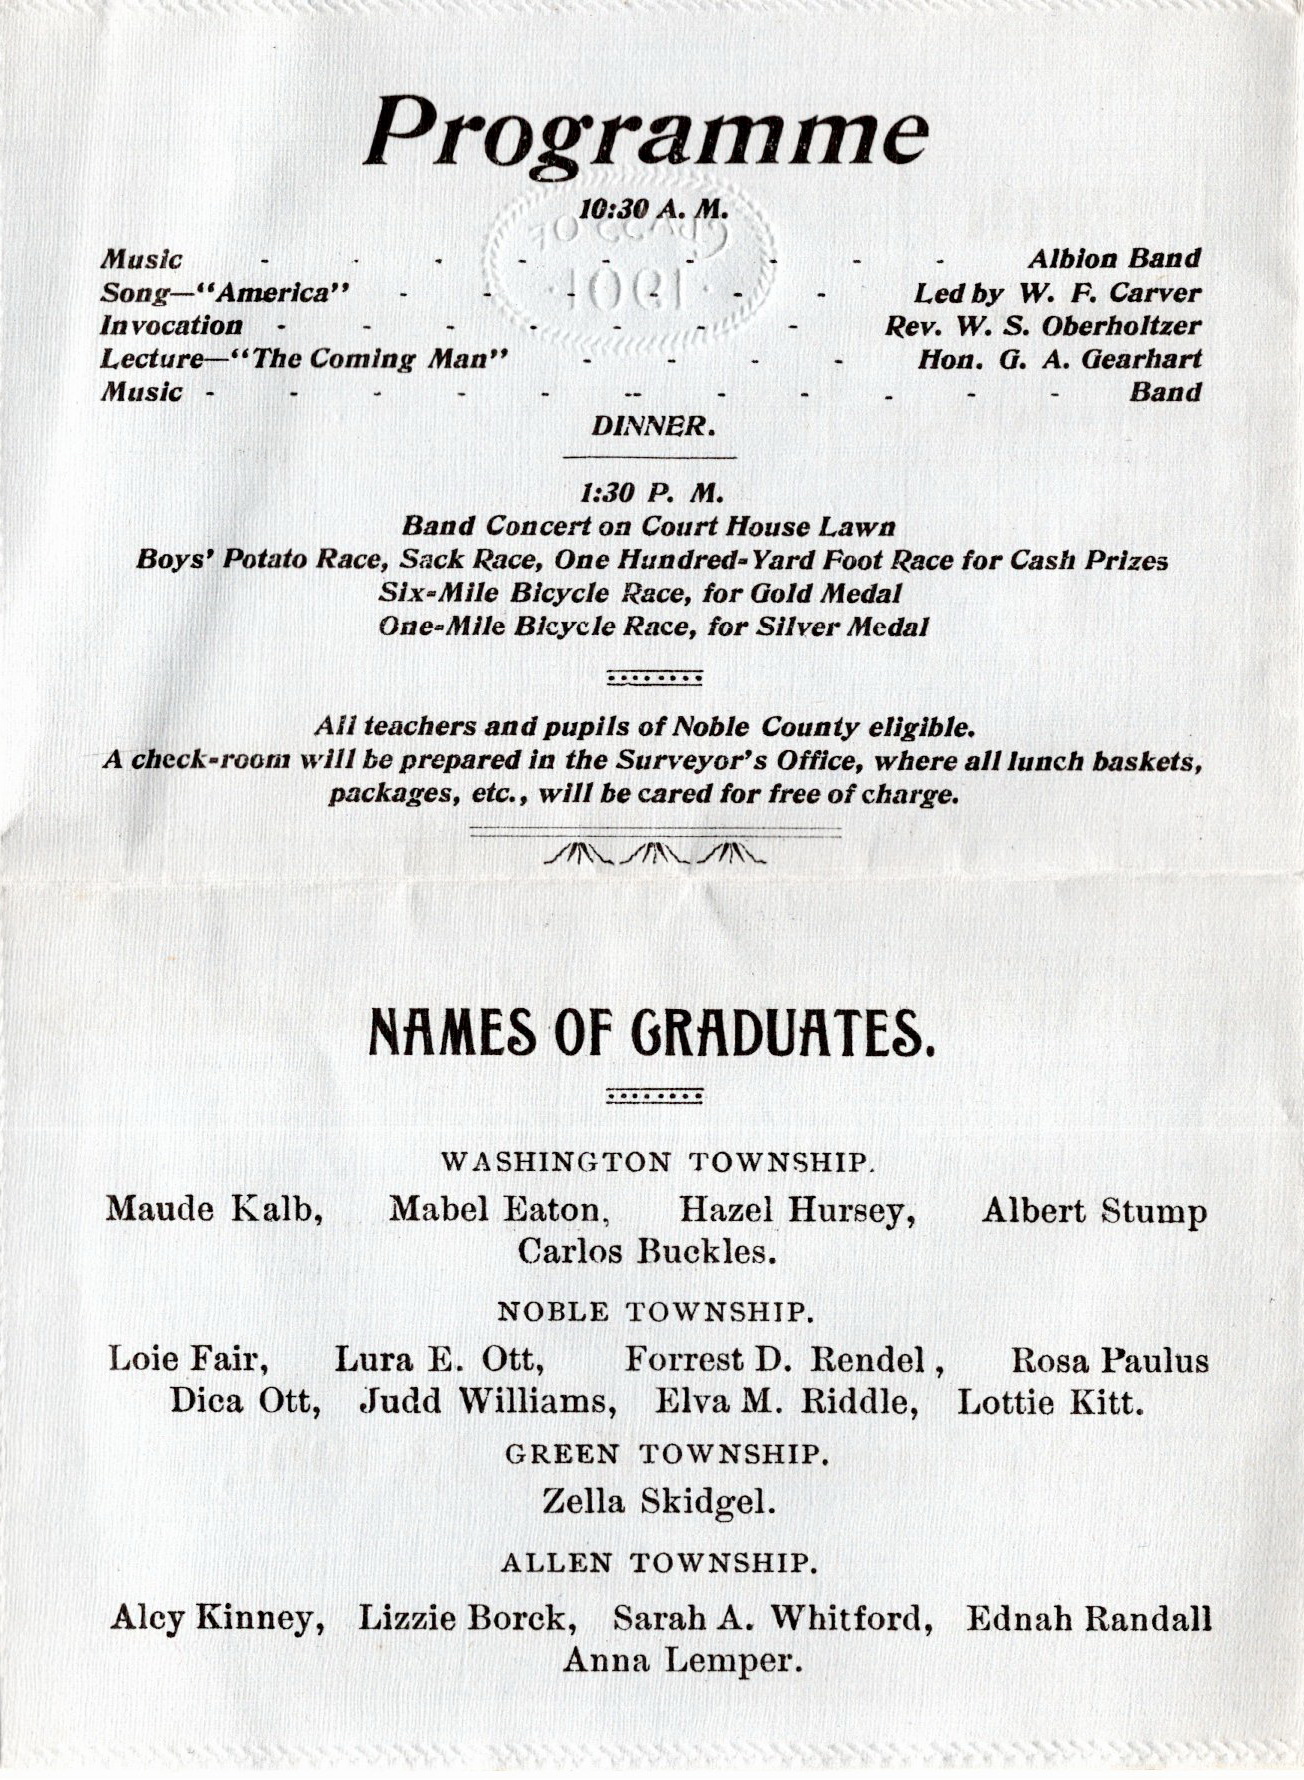 Programme
10:30 A. M.
CLASS OF
1901
Music - - - - - - - - - Albion Band
Song—“America” - - - - - - Led by W. F. Carver
Invocation - - - - - - - Rev. W. S. Oberholtzer
Lecture—“The Coming Man” - - - - Hon. G. A. Gearhart
Music - - - - - -- - - - - - Band
DINNER.
1:30 P. M.
Band Concert on Court House Lawn
Boys’ Potato Race, Sack Race, One Hundred-Yard Foot Race for Cash Prizes
Six-Mile Bicycle Race, for Gold Medal
One-Mile Bicycle Race, for Silver Medal
All teachers and pupils of Noble County eligible.
A check-room will be prepared in the Surveyor’s Office, where all lunch baskets,
packages, etc., will be cared for free of charge.
NAMES OF GRADUATES.
WASHINGTON TOWNSHIP.
Maude Kalb, Mabel Eaton, Hazel Hursey, Albert Stump
Carlos Buckles.
NOBLE TOWNSHIP.
Loie Fair, Lura E. Ott, Forrest D. Rendel, Rosa Paulus
Dica Ott, Judd Williams, Elva M. Riddle, Lottie Kitt.
GREEN TOWNSHIP.
Zella Skidgel.
ALLEN TOWNSHIP.
Alcy Kinney, Lizzie Borck, Sarah A. Whitford, Ednah Randall
Anna Lemper.